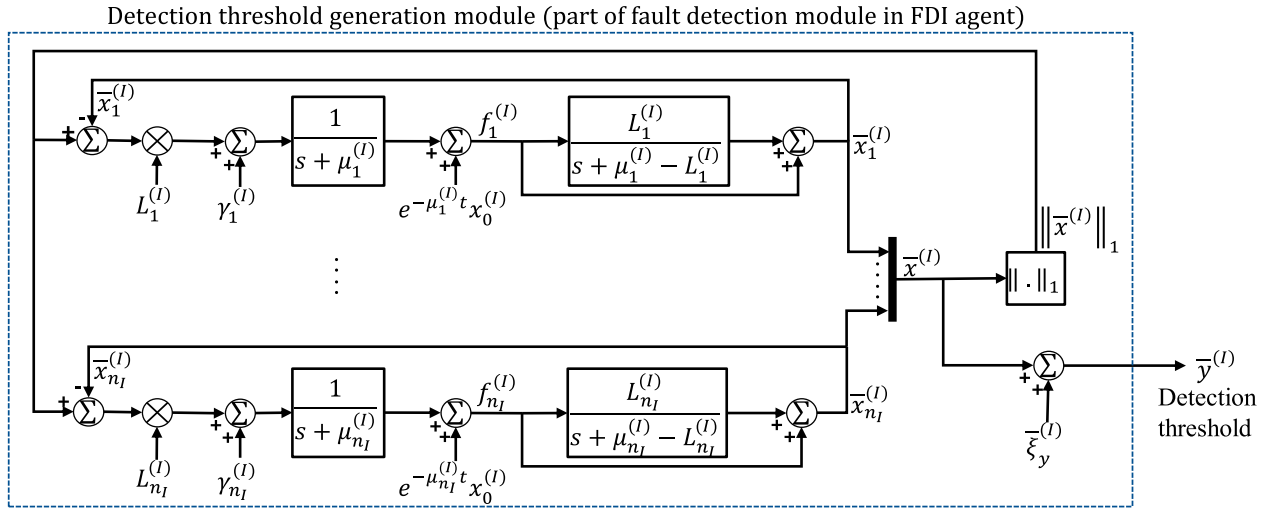 Detection threshold generation module (part of fault detection module in FDI agent)
x̅₁⁽ᴵ⁾
-
+
Σ
×
+
+
Σ
1
s + μ₁⁽ᴵ⁾
+
+
Σ
f₁⁽ᴵ⁾
L₁⁽ᴵ⁾
s + μ₁⁽ᴵ⁾ − L₁⁽ᴵ⁾
+
+
Σ
x̅₁⁽ᴵ⁾
L₁⁽ᴵ⁾
γ₁⁽ᴵ⁾
e^{−μ₁⁽ᴵ⁾t} x₀⁽ᴵ⁾
‖x̅⁽ᴵ⁾‖₁
x̅⁽ᴵ⁾
‖ . ‖₁
x̅_{n_I}⁽ᴵ⁾
-
+
Σ
×
+
+
Σ
1
s + μ_{n_I}⁽ᴵ⁾
+
+
Σ
f_{n_I}⁽ᴵ⁾
L_{n_I}⁽ᴵ⁾
s + μ_{n_I}⁽ᴵ⁾ − L_{n_I}⁽ᴵ⁾
+
+
Σ
x̅_{n_I}⁽ᴵ⁾
L_{n_I}⁽ᴵ⁾
γ_{n_I}⁽ᴵ⁾
e^{−μ_{n_I}⁽ᴵ⁾t} x₀⁽ᴵ⁾
+
+
Σ
ξ̅_y⁽ᴵ⁾
y̅⁽ᴵ⁾
Detection
threshold